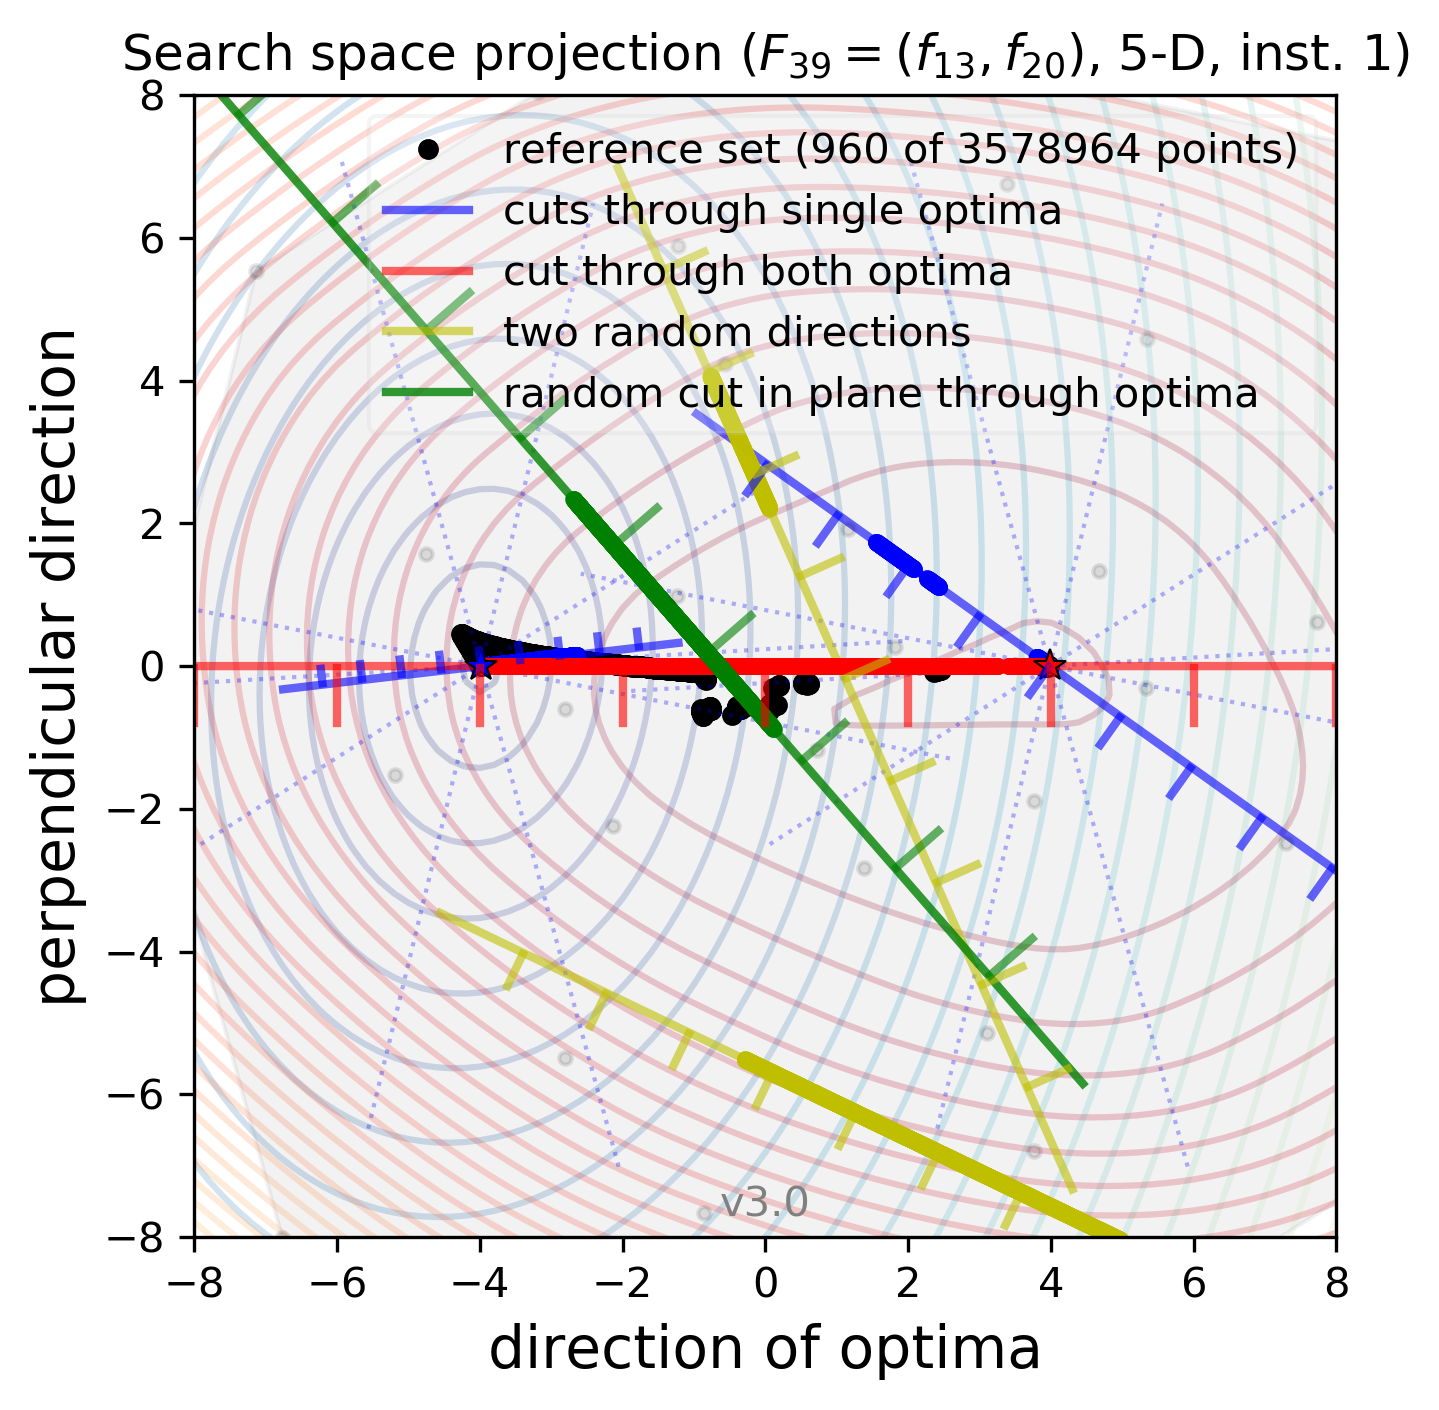 Search space projection (F39 = (f13, f20), 5-D, inst. 1)
reference set (960 of 3578964 points)
cuts through single optima
cut through both optima
two random directions
random cut in plane through optima
perpendicular direction
8
6
4
2
0
−2
−4
−6
−8
v3.0
−8 −6 −4 −2 0 2 4 6 8
direction of optima